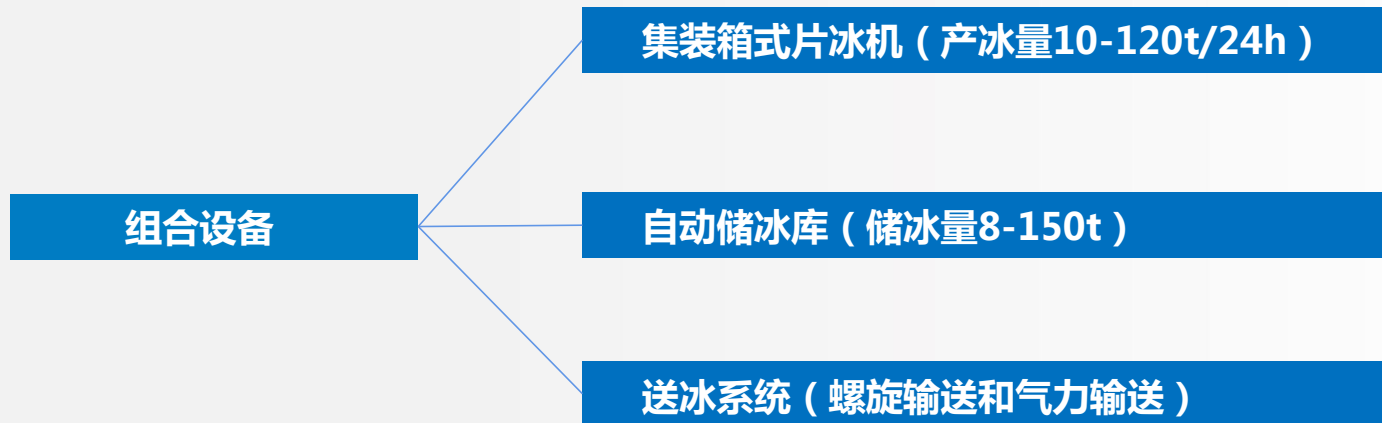 集装箱式片冰机（产冰量10-120t/24h）
组合设备
自动储冰库（储冰量8-150t）
送冰系统（螺旋输送和气力输送）